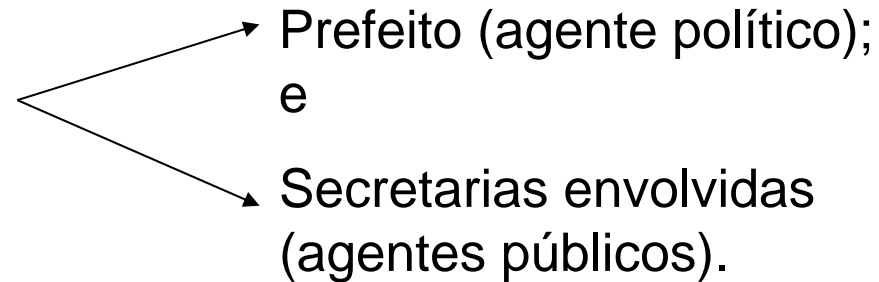 Prefeito (agente político);
e
Secretarias envolvidas
(agentes públicos).